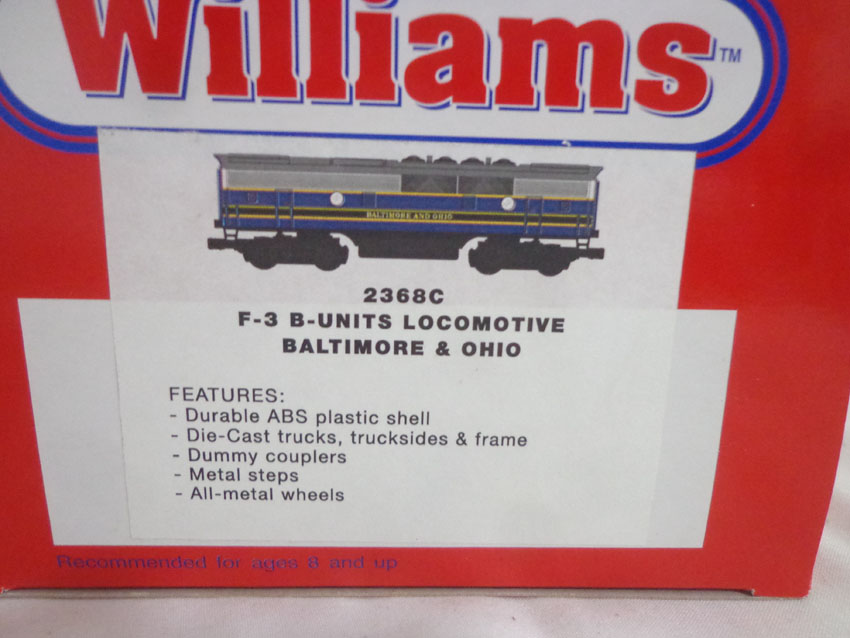 Williams™
BALTIMORE AND OHIO
2368C
F-3 B-UNITS LOCOMOTIVE
BALTIMORE & OHIO
FEATURES:
- Durable ABS plastic shell
- Die-Cast trucks, trucksides & frame
- Dummy couplers
- Metal steps
- All-metal wheels
Recommended for ages 8 and up